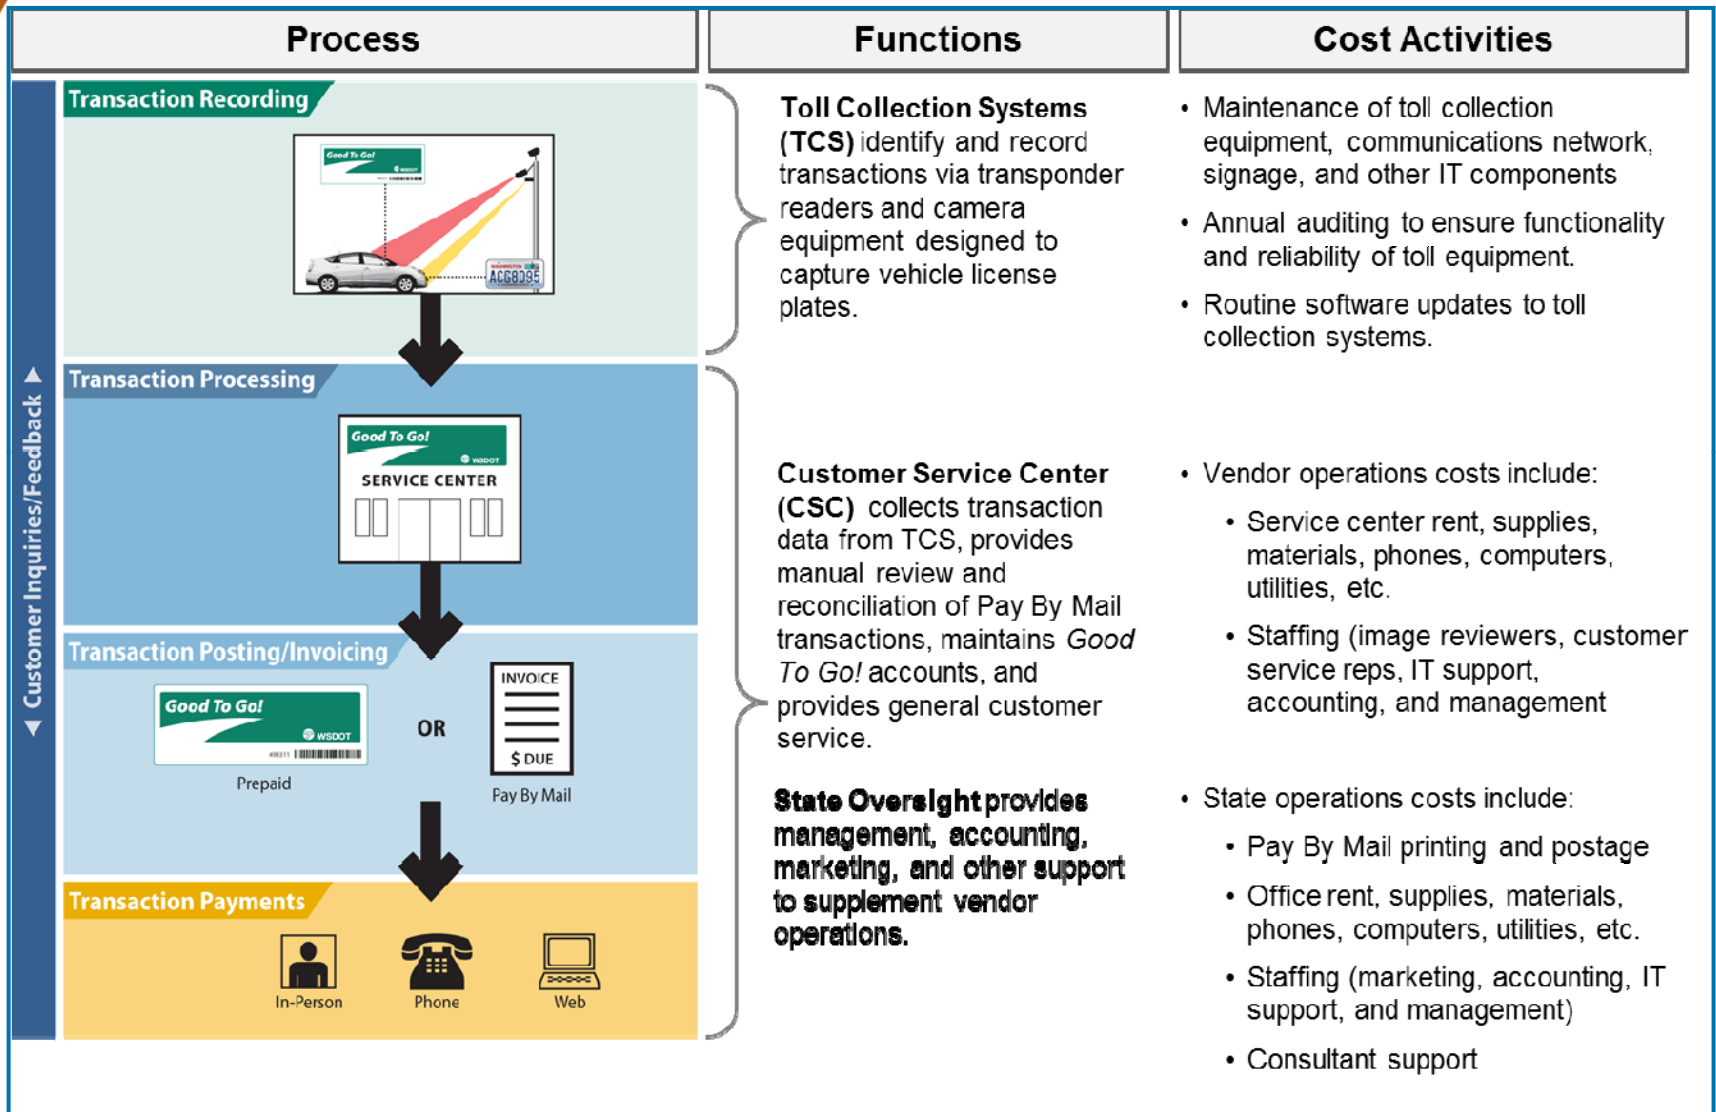 Process
Functions
Cost Activities
◄ Customer Inquiries/Feedback ►
Transaction Recording
Good To Go!
WSDOT
WASHINGTON
ACG8D95
Transaction Processing
Good To Go!
WSDOT
SERVICE CENTER
Transaction Posting/Invoicing
Good To Go!
WSDOT
Prepaid
OR
INVOICE
$ DUE
Pay By Mail
Transaction Payments
In-Person
Phone
Web
Toll Collection Systems
(TCS) identify and record
transactions via transponder
readers and camera
equipment designed to
capture vehicle license
plates.
Customer Service Center
(CSC) collects transaction
data from TCS, provides
manual review and
reconciliation of Pay By Mail
transactions, maintains Good
To Go! accounts, and
provides general customer
service.
State Oversight provides
management, accounting,
marketing, and other support
to supplement vendor
operations.
• Maintenance of toll collection
equipment, communications network,
signage, and other IT components
• Annual auditing to ensure functionality
and reliability of toll equipment.
• Routine software updates to toll
collection systems.
• Vendor operations costs include:
• Service center rent, supplies,
materials, phones, computers,
utilities, etc.
• Staffing (image reviewers, customer
service reps, IT support,
accounting, and management
• State operations costs include:
• Pay By Mail printing and postage
• Office rent, supplies, materials,
phones, computers, utilities, etc.
• Staffing (marketing, accounting, IT
support, and management)
• Consultant support